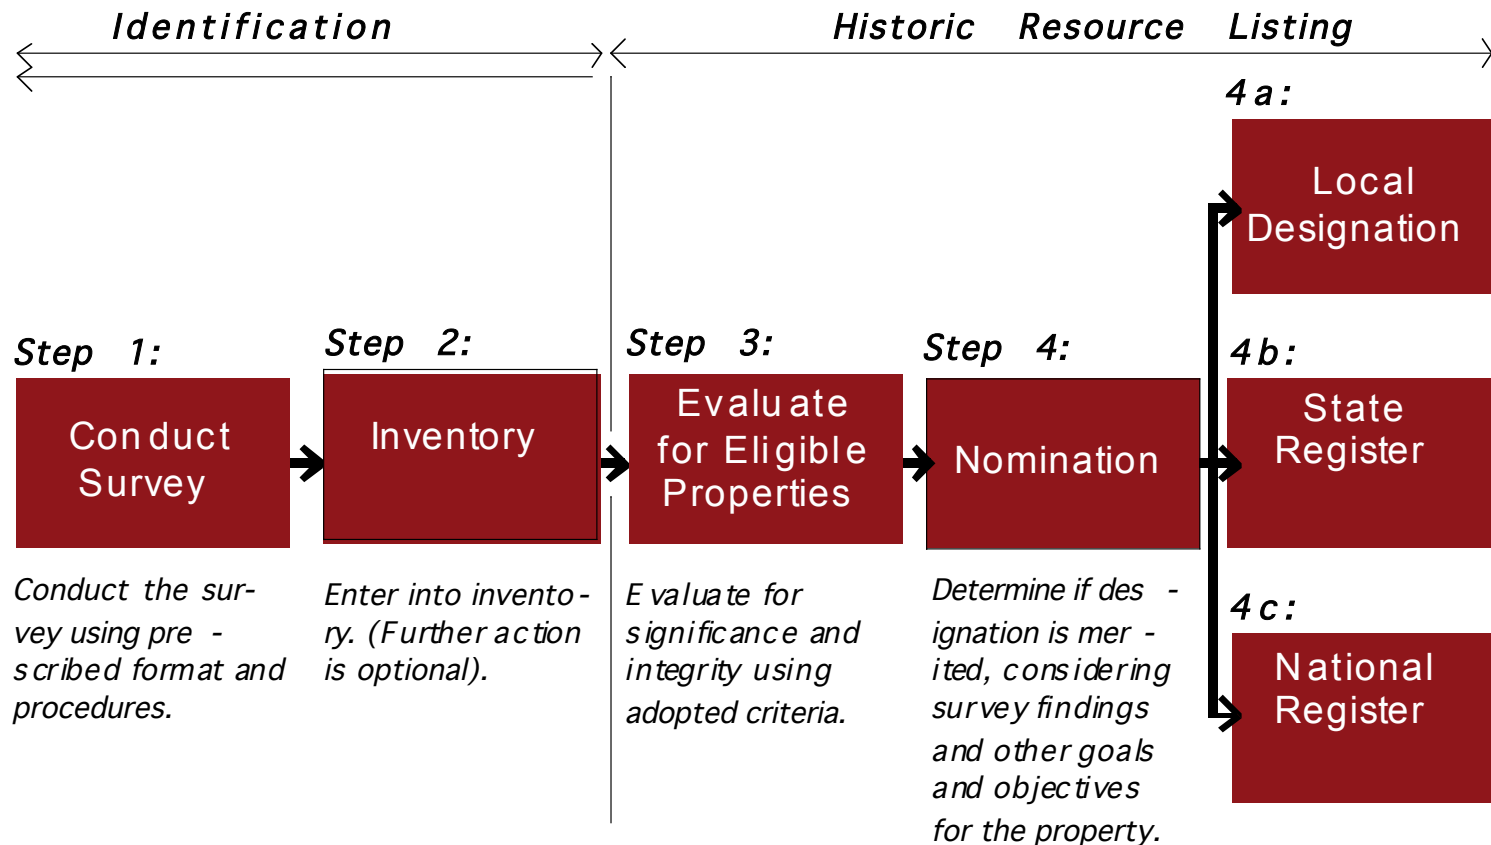 Identification
Historic Resource Listing
Step 1:
Conduct
Survey
Conduct the sur-
vey using pre -
scribed format and
procedures.
Step 2:
Inventory
Enter into invento-
ry. (Further action
is optional).
Step 3:
Evaluate
for Eligible
Properties
Evaluate for
significance and
integrity using
adopted criteria.
Step 4:
Nomination
Determine if des -
ignation is mer -
ited, considering
survey findings
and other goals
and objectives
for the property.
4a:
Local
Designation
4b:
State
Register
4c:
National
Register